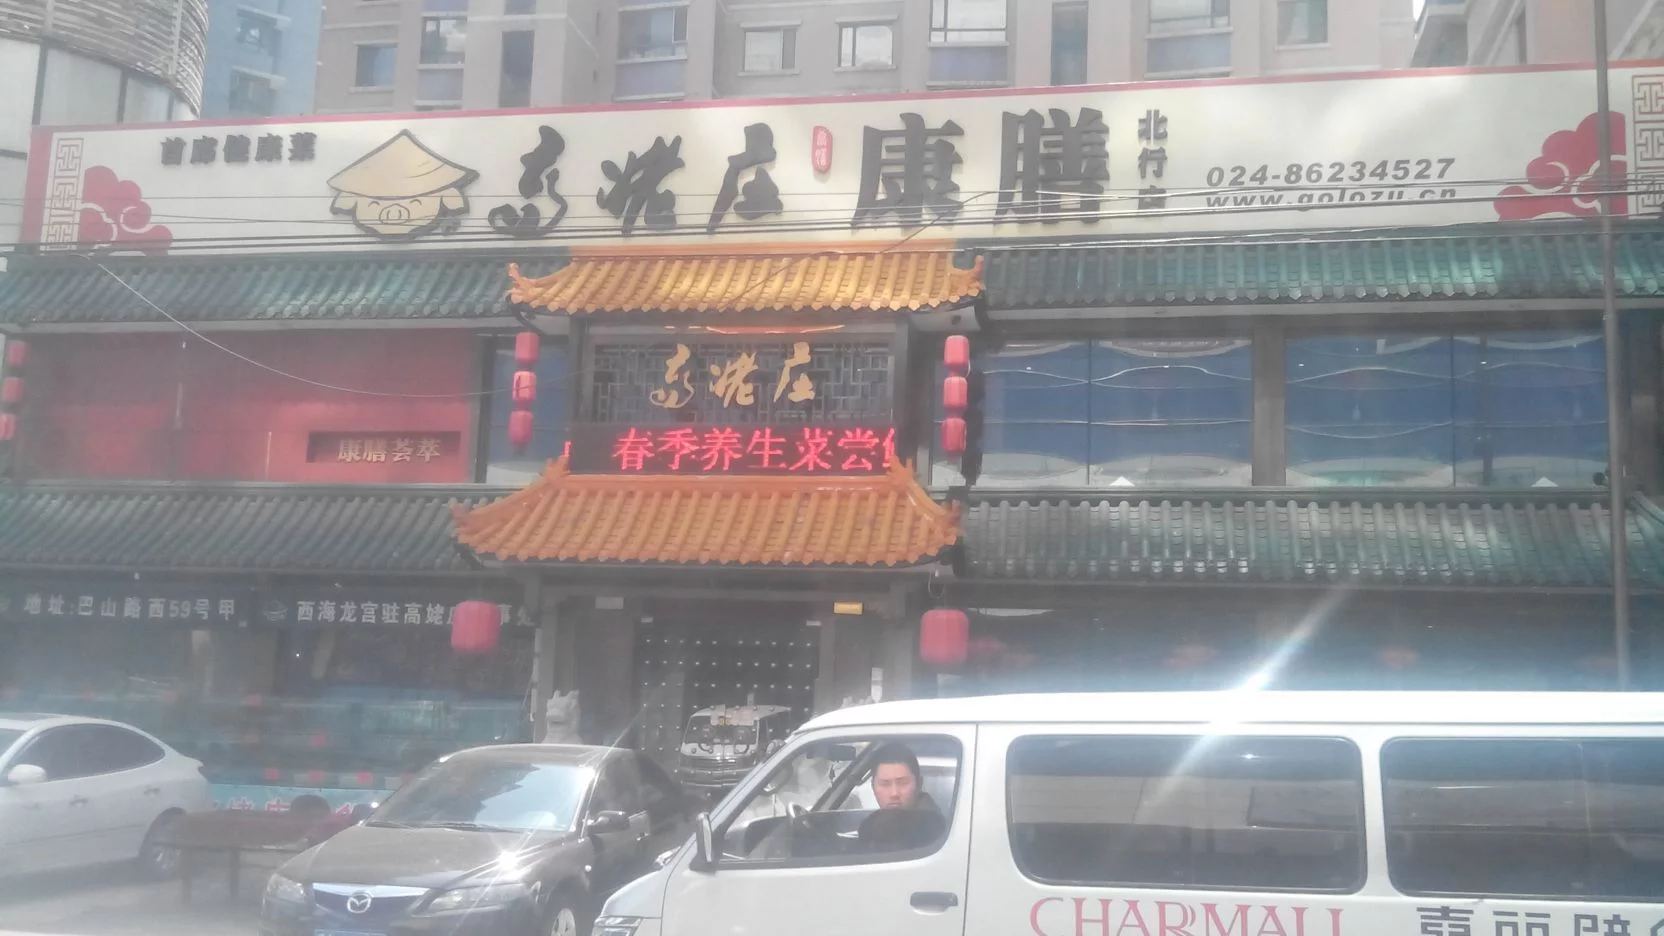 首席健康菜
高姥庄
康膳
北行店
024-86234527
www.golozu.cn
高姥庄
春季养生菜尝
康膳荟萃
地址:巴山路西59号甲
西海龙宫驻高姥庄
CHARMALL